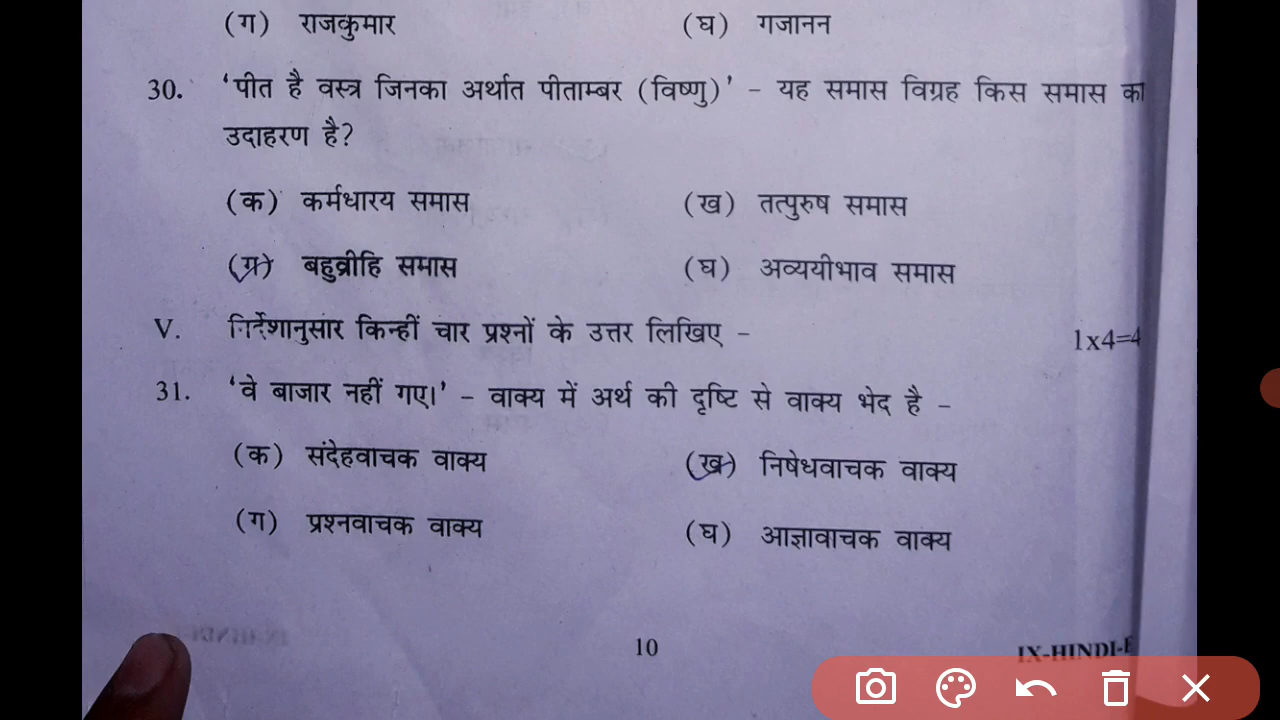 (ग) राजकुमार (घ) गजानन
30. 'पीत है वस्त्र जिनका अर्थात पीताम्बर (विष्णु)' - यह समास विग्रह किस समास का
उदाहरण है?
(क) कर्मधारय समास (ख) तत्पुरुष समास
(ग) बहुव्रीहि समास (घ) अव्ययीभाव समास
V. निर्देशानुसार किन्हीं चार प्रश्नों के उत्तर लिखिए - 1x4=4
31. 'वे बाजार नहीं गए।' - वाक्य में अर्थ की दृष्टि से वाक्य भेद है -
(क) संदेहवाचक वाक्य (ख) निषेधवाचक वाक्य
(ग) प्रश्नवाचक वाक्य (घ) आज्ञावाचक वाक्य
10 IX-HINDI-E